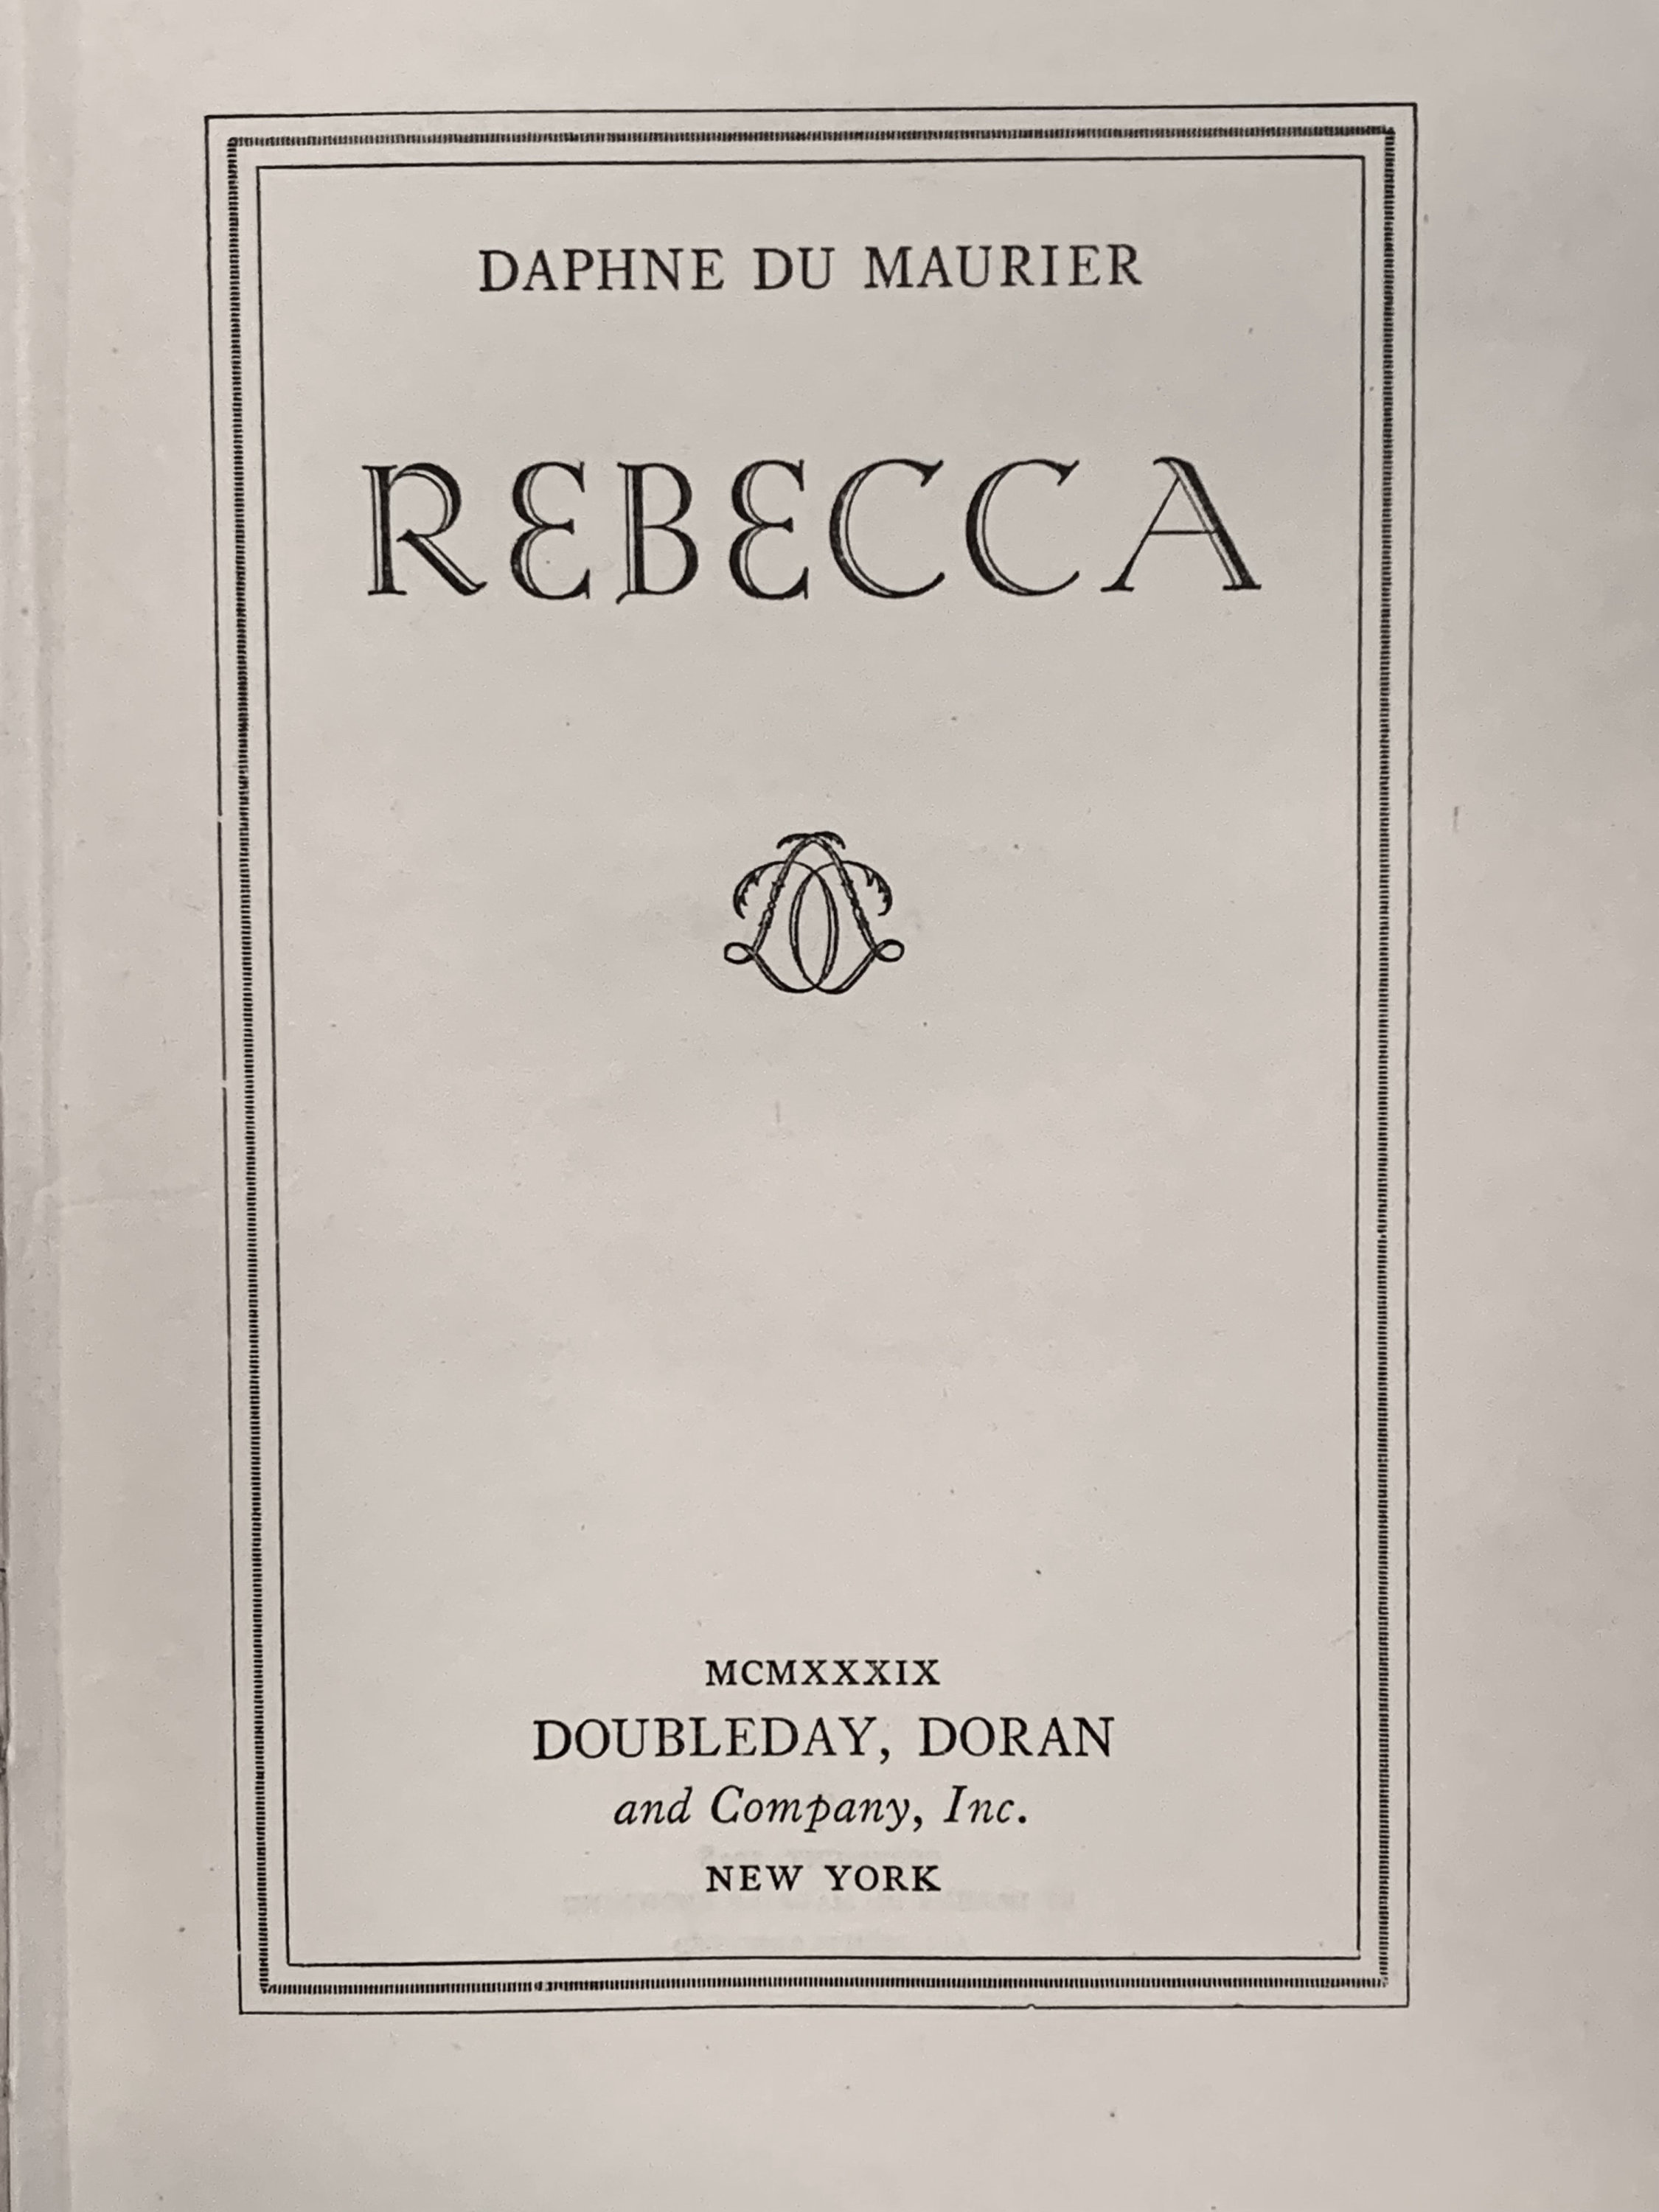 DAPHNE DU MAURIER
REBECCA
MCMXXXIX
DOUBLEDAY, DORAN
and Company, Inc.
NEW YORK